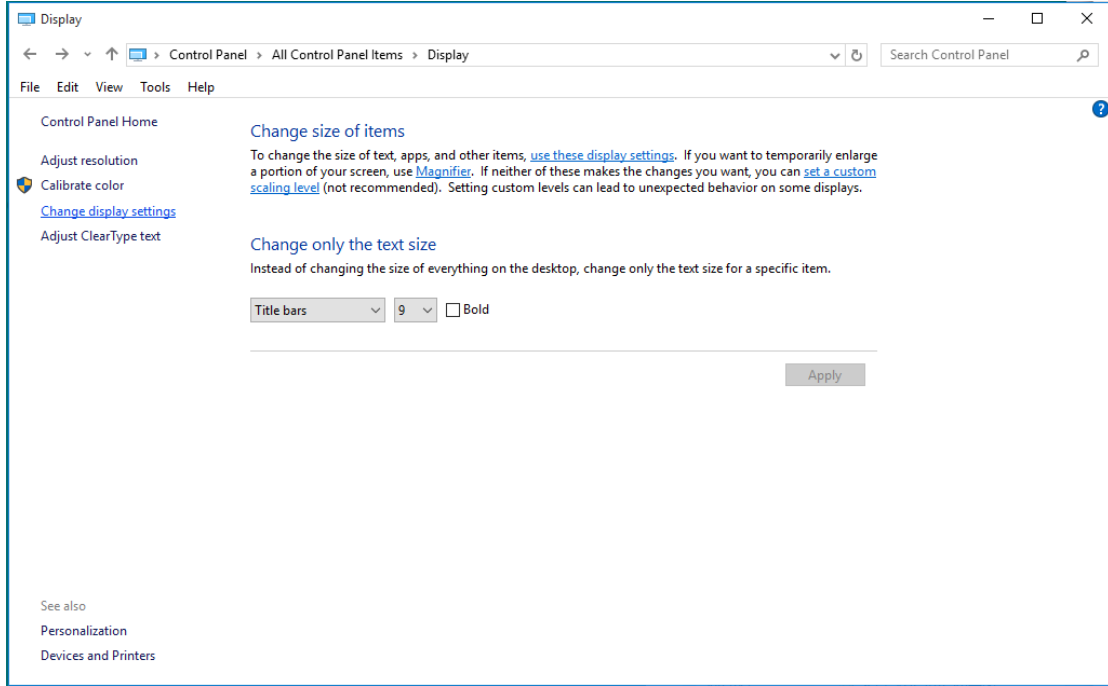 Display
Control Panel > All Control Panel Items > Display
Search Control Panel
File Edit View Tools Help
Control Panel Home
Adjust resolution
Calibrate color
Change display settings
Adjust ClearType text
Change size of items
To change the size of text, apps, and other items, use these display settings. If you want to temporarily enlarge
a portion of your screen, use Magnifier. If neither of these makes the changes you want, you can set a custom
scaling level (not recommended). Setting custom levels can lead to unexpected behavior on some displays.
Change only the text size
Instead of changing the size of everything on the desktop, change only the text size for a specific item.
Title bars 9 Bold
Apply
See also
Personalization
Devices and Printers